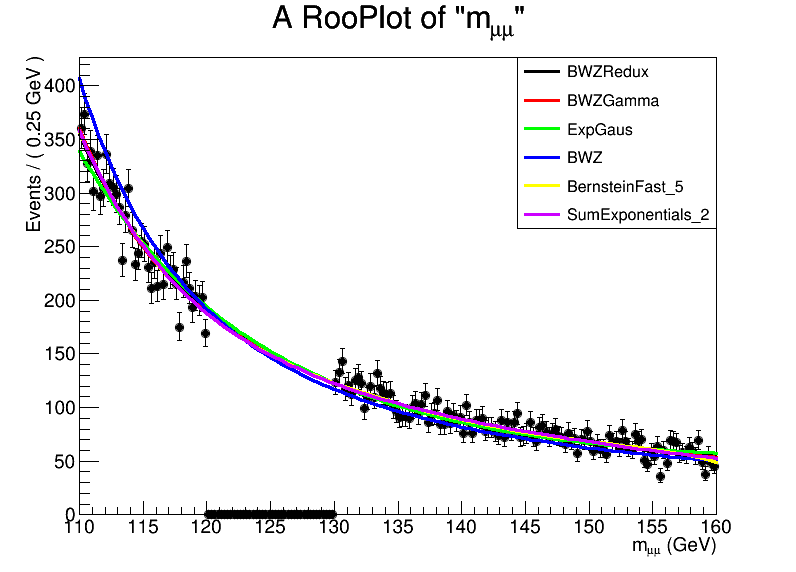 A RooPlot of "mμμ"
Events / ( 0.25 GeV )
400
350
300
250
200
150
100
50
0
BWZRedux
BWZGamma
ExpGaus
BWZ
BernsteinFast_5
SumExponentials_2
110 115 120 125 130 135 140 145 150 155 160
mμμ (GeV)